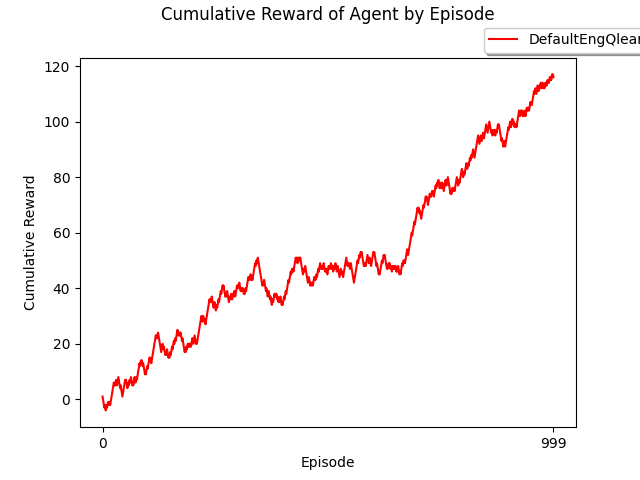 Cumulative Reward of Agent by Episode
DefaultEngQlear
120
100
80
60
40
20
0
Cumulative Reward
0
999
Episode